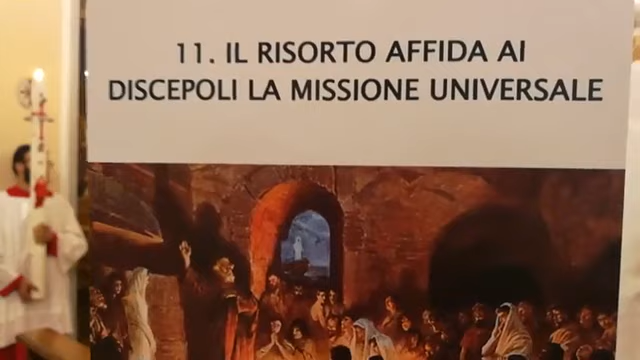 11. IL RISORTO AFFIDA AI
DISCEPOLI LA MISSIONE UNIVERSALE